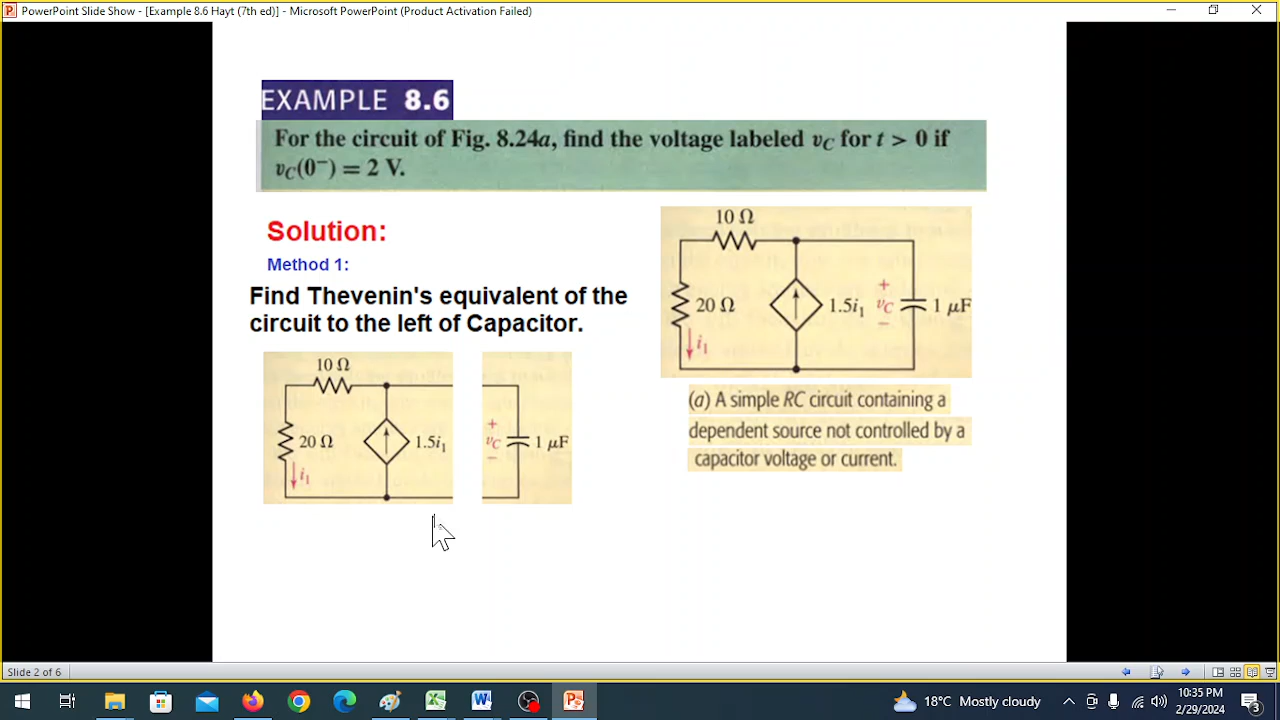 PowerPoint Slide Show - [Example 8.6 Hayt (7th ed)] - Microsoft PowerPoint (Product Activation Failed)
EXAMPLE 8.6
For the circuit of Fig. 8.24a, find the voltage labeled vC for t > 0 if
vC(0⁻) = 2 V.
Solution:
Method 1:
Find Thevenin's equivalent of the
circuit to the left of Capacitor.
10 Ω
20 Ω
i1
1.5i1
+
vC
−
1 μF
10 Ω
20 Ω
i1
1.5i1
+
vC
−
1 μF
(a) A simple RC circuit containing a
dependent source not controlled by a
capacitor voltage or current.
Slide 2 of 6
18°C Mostly cloudy
10:35 PM
2/29/2024
3